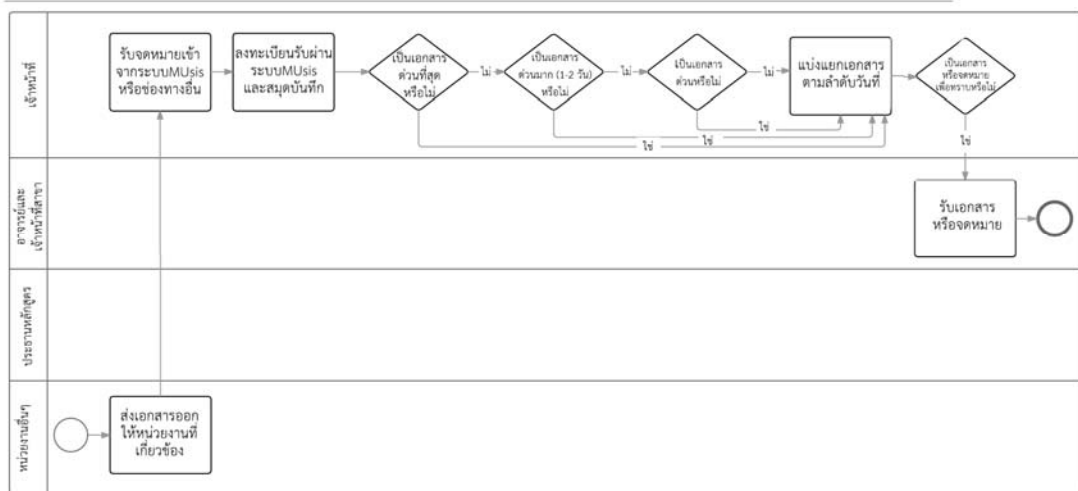 เจ้าหน้าที่
รับจดหมายเข้า
จากระบบMUsis
หรือช่องทางอื่น
ลงทะเบียนรับผ่าน
ระบบMUsis
และสมุดบันทึก
เป็นเอกสาร
ด่วนที่สุด
หรือไม่
ไม่
เป็นเอกสาร
ด่วนมาก (1-2 วัน)
หรือไม่
ไม่
เป็นเอกสาร
ด่วนหรือไม่
ไม่
แบ่งแยกเอกสาร
ตามลำดับวันที่
เป็นเอกสาร
หรือจดหมาย
เพื่อทราบหรือไม่
ใช่
ใช่
ใช่
ใช่
อาจารย์และ
เจ้าหน้าที่สาขา
รับเอกสาร
หรือจดหมาย
ประธานหลักสูตร
หน่วยงานอื่นๆ
ส่งเอกสารออก
ให้หน่วยงานที่
เกี่ยวข้อง